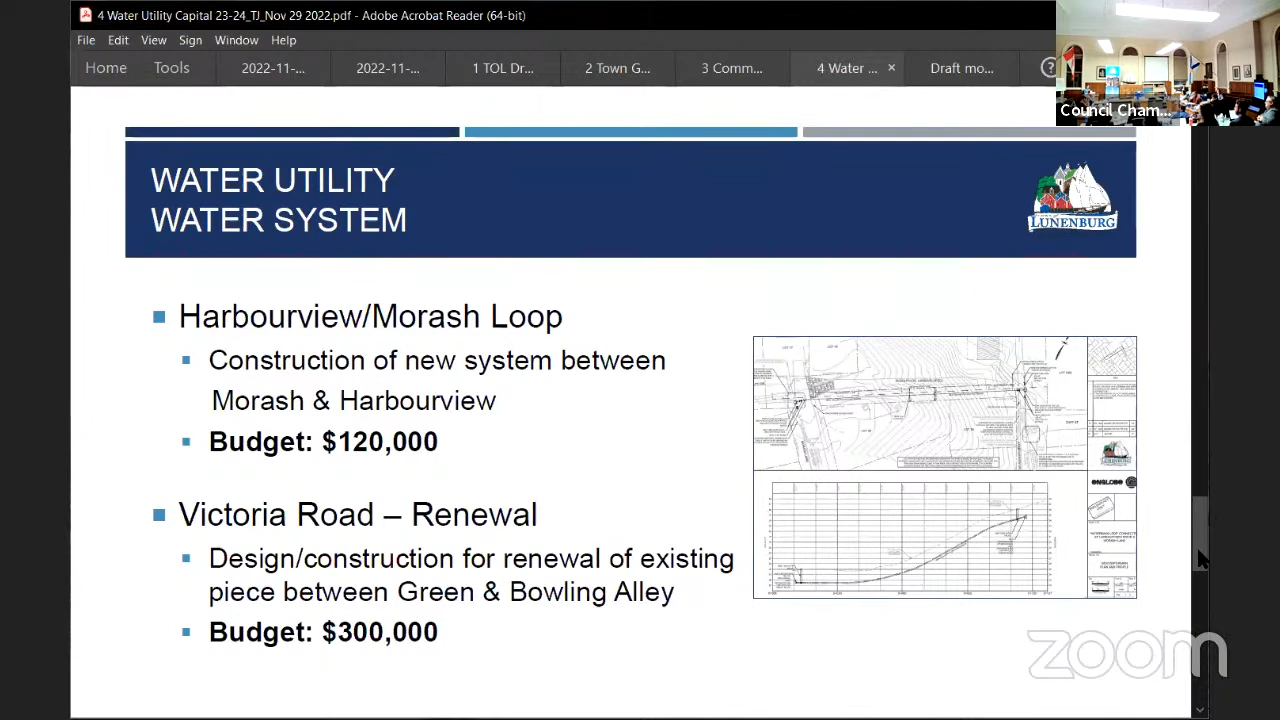 4 Water Utility Capital 23-24_TJ_Nov 29 2022.pdf - Adobe Acrobat Reader (64-bit)
File Edit View Sign Window Help
Home Tools 2022-11-... 2022-11-... 1 TOL Dr... 2 Town G... 3 Comm... 4 Water ... × Draft mo... ?
Council Cham...
WATER UTILITY
WATER SYSTEM
LUNENBURG
Harbourview/Morash Loop
Construction of new system between
Morash & Harbourview
Budget: $120,000
Victoria Road – Renewal
Design/construction for renewal of existing
piece between Green & Bowling Alley
Budget: $300,000
LUNENBURG
ENGLOBE
zoom